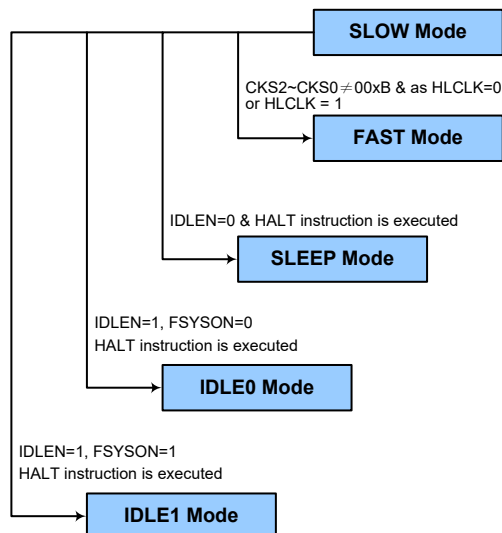 SLOW Mode
CKS2~CKS0≠00xB & as HLCLK=0
or HLCLK = 1
FAST Mode
IDLEN=0 & HALT instruction is executed
SLEEP Mode
IDLEN=1, FSYSON=0
HALT instruction is executed
IDLE0 Mode
IDLEN=1, FSYSON=1
HALT instruction is executed
IDLE1 Mode